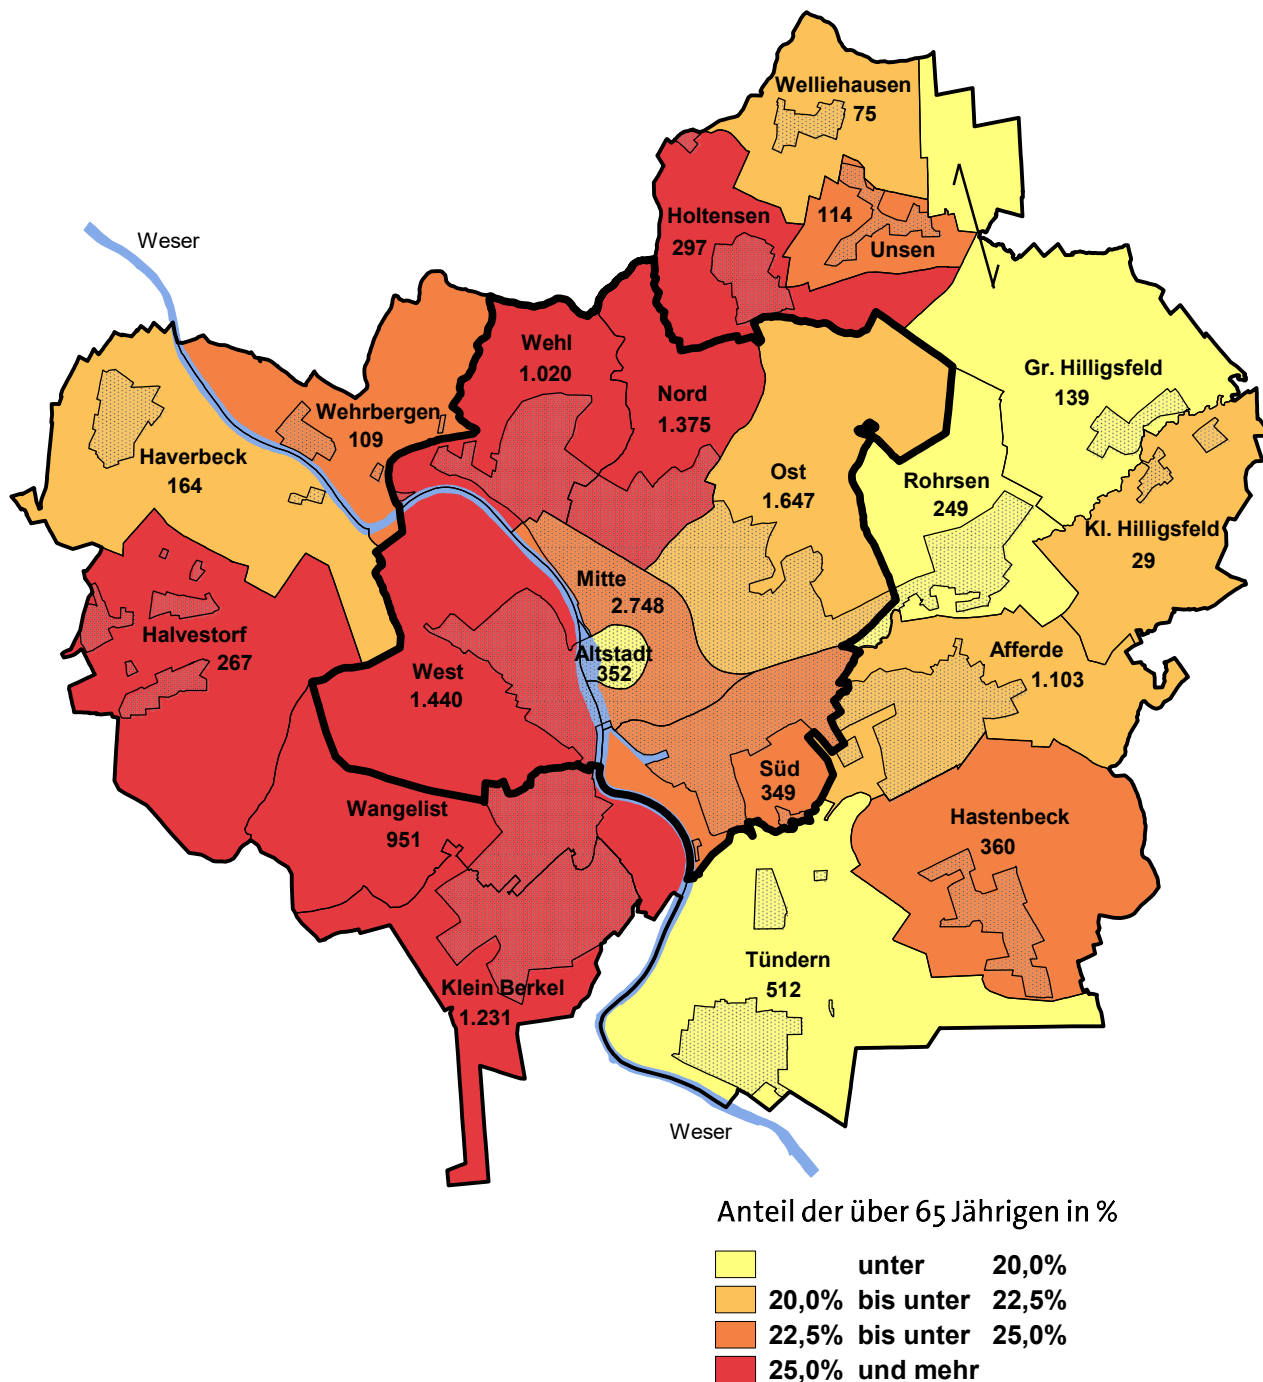 Welliehausen
75
Weser
Holtensen
297
114
Unsen
Wehl
1.020
Nord
1.375
Gr. Hilligsfeld
139
Wehrbergen
109
Haverbeck
164
Ost
1.647
Rohrsen
249
Kl. Hilligsfeld
29
Mitte
2.748
Halvestorf
267
Altstadt
352
West
1.440
Afferde
1.103
Süd
349
Wangelist
951
Hastenbeck
360
Tündern
512
Klein Berkel
1.231
Weser
Anteil der über 65 Jährigen in %
unter 20,0%
20,0% bis unter 22,5%
22,5% bis unter 25,0%
25,0% und mehr